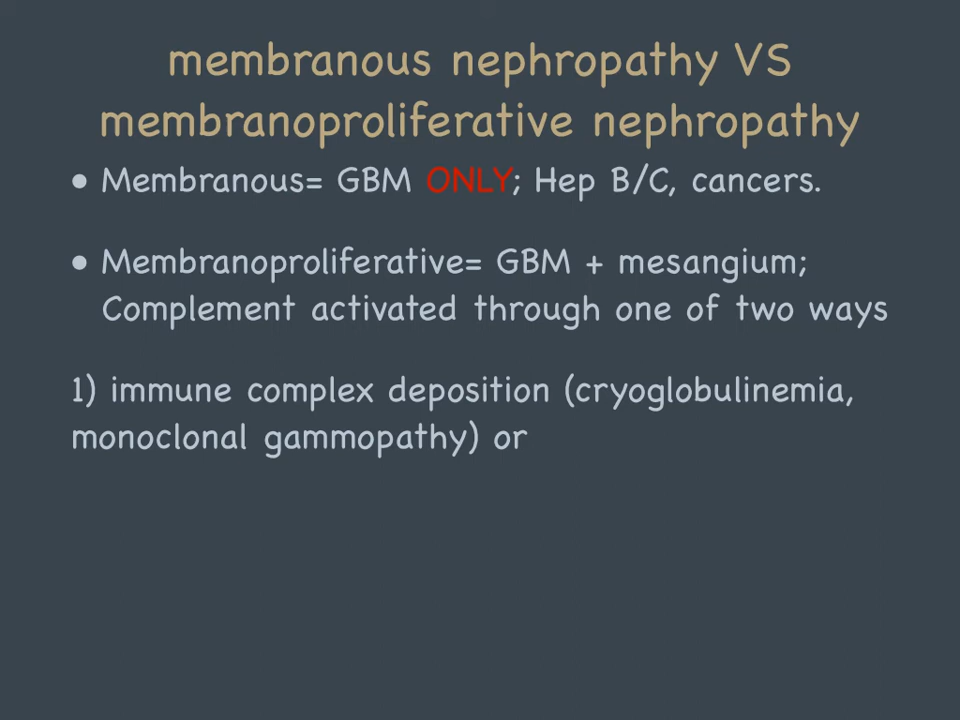 membranous nephropathy VS
membranoproliferative nephropathy
• Membranous= GBM ONLY; Hep B/C, cancers.
• Membranoproliferative= GBM + mesangium;
Complement activated through one of two ways
1) immune complex deposition (cryoglobulinemia,
monoclonal gammopathy) or